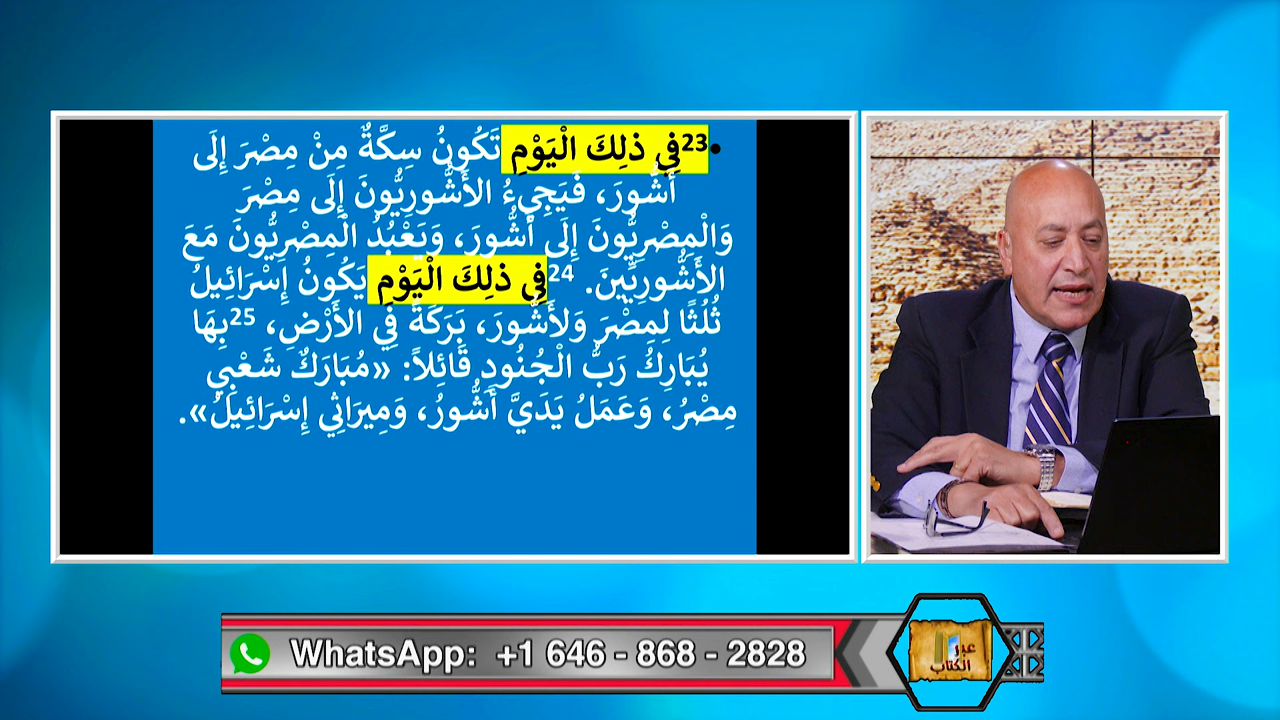 •23فِي ذلِكَ الْيَوْمِ تَكُونُ سِكَّةٌ مِنْ مِصْرَ إِلَى
أَشُّورَ، فَيَجِيءُ الأَشُّورِيُّونَ إِلَى مِصْرَ
وَالْمِصْرِيُّونَ إِلَى أَشُّورَ، وَيَعْبُدُ الْمِصْرِيُّونَ مَعَ
الأَشُّورِيِّينَ. 24فِي ذلِكَ الْيَوْمِ يَكُونُ إِسْرَائِيلُ
ثُلُثًا لِمِصْرَ وَلأَشُّورَ، بَرَكَةً فِي الأَرْضِ، 25بِهَا
يُبَارِكُ رَبُّ الْجُنُودِ قَائِلاً: «مُبَارَكٌ شَعْبِي
مِصْرُ، وَعَمَلُ يَدَيَّ أَشُّورُ، وَمِيرَاثِي إِسْرَائِيلُ».
WhatsApp: +1 646 - 868 - 2828
عبر
الكتاب